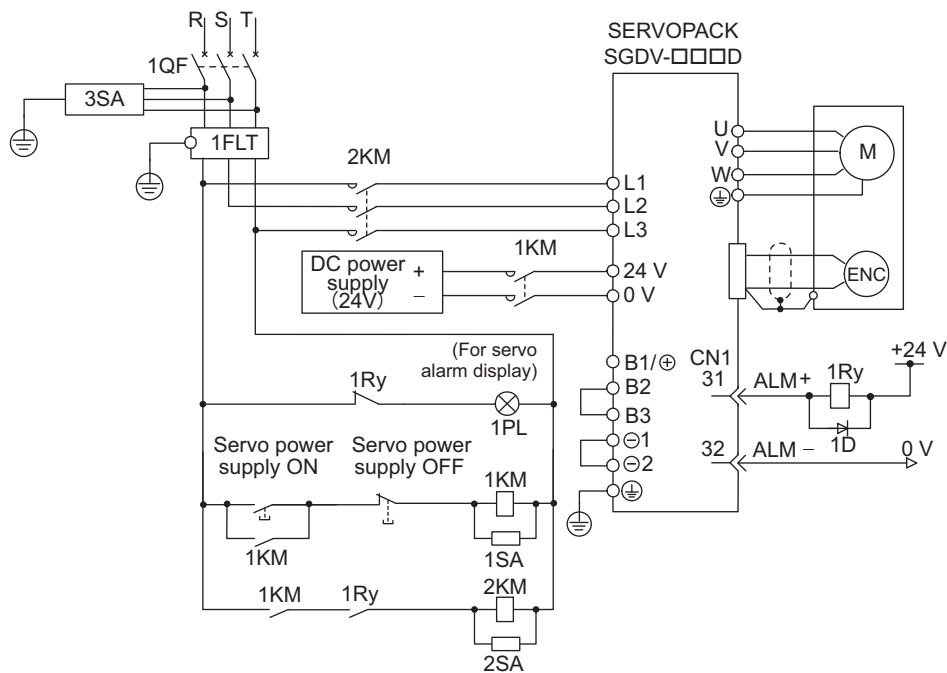 R S T
SERVOPACK
SGDV-□□□D
1QF
3SA
1FLT
2KM
U
V
W
M
L1
L2
L3
1KM
DC power
supply
(24V)
+
−
24 V
0 V
ENC
(For servo
alarm display)
B1/⊕
B2
B3
⊖1
⊖2
CN1
31
ALM+
1Ry
+24 V
1D
32
ALM −
0 V
1Ry
1PL
Servo power
supply ON
Servo power
supply OFF
1KM
1KM
1SA
1KM
1Ry
2KM
2SA